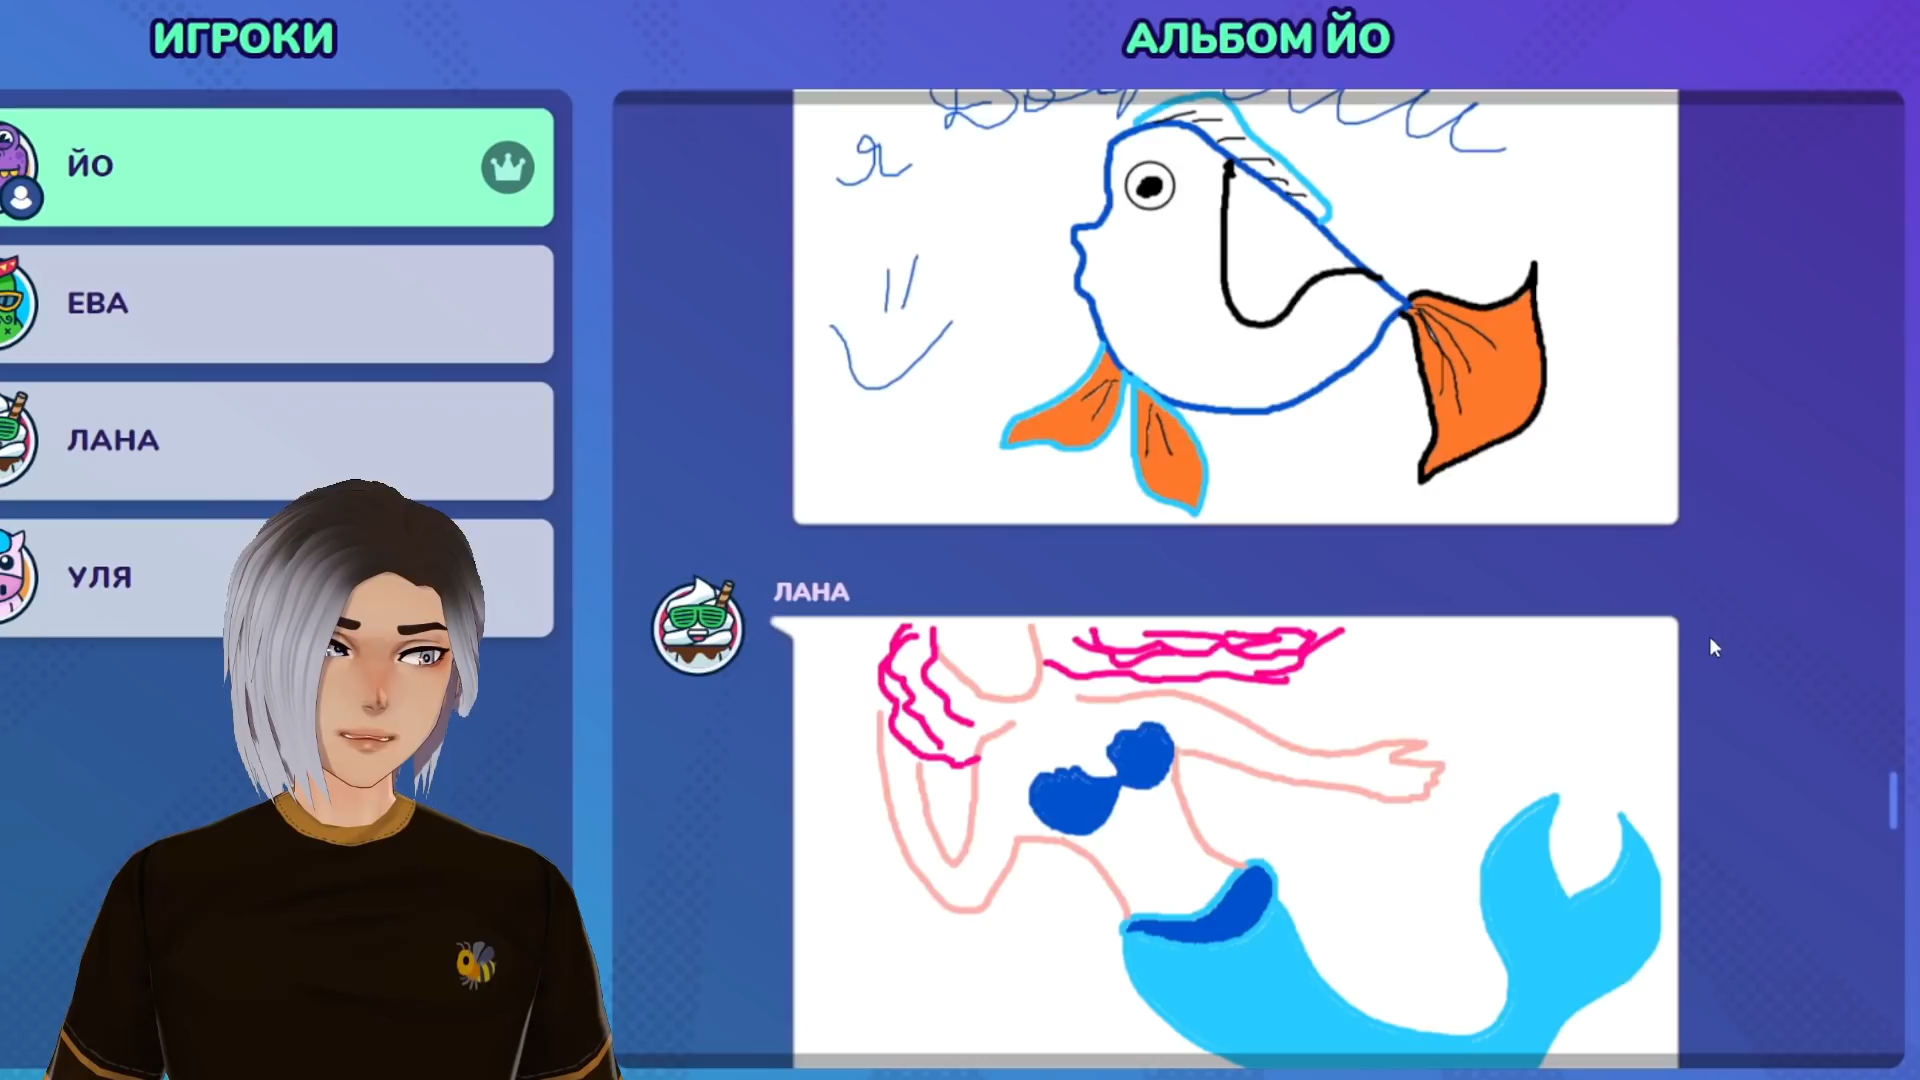 ИГРОКИ
АЛЬБОМ ЙО
ЙО
ЕВА
ЛАНА
УЛЯ
я
ЛАНА